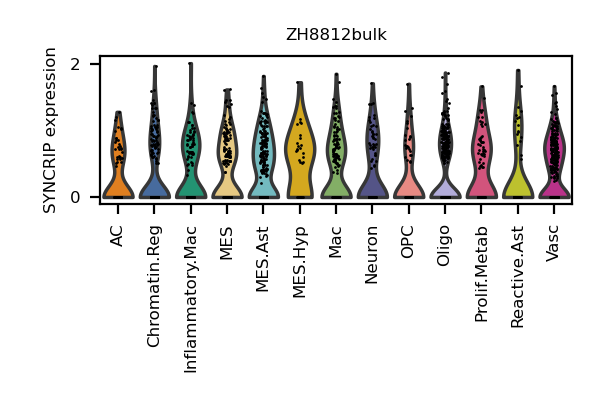 ZH8812bulk
SYNCRIP expression
2
0
AC
Chromatin.Reg
Inflammatory.Mac
MES
MES.Ast
MES.Hyp
Mac
Neuron
OPC
Oligo
Prolif.Metab
Reactive.Ast
Vasc